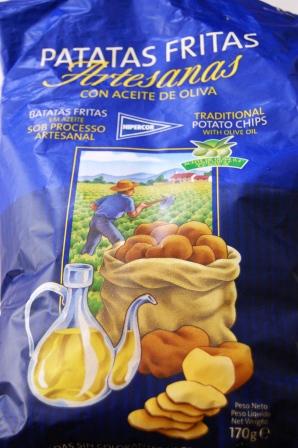 PATATAS FRITAS
Artesanas
CON ACEITE DE OLIVA
BATATAS FRITAS
EM AZEITE
SOB PROCESSO
ARTESANAL
HIPERCOR
TRADITIONAL
POTATO CHIPS
WITH OLIVE OIL
Peso Neto
Peso Líquido
Net Weight
170g e
SIN